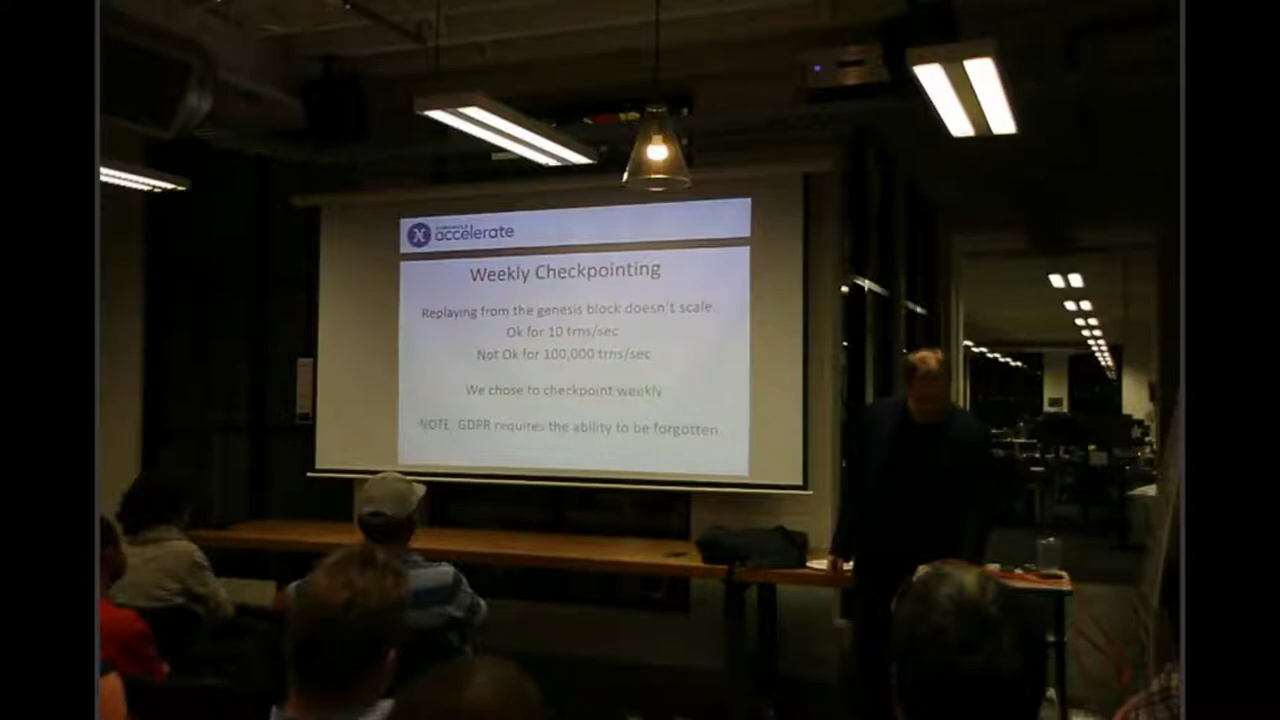 accelerate
Weekly Checkpointing
Replaying from the genesis block doesn't scale.
Ok for 10 trns/sec
Not Ok for 100,000 trns/sec
We chose to checkpoint weekly
NOTE: GDPR requires the ability to be forgotten.